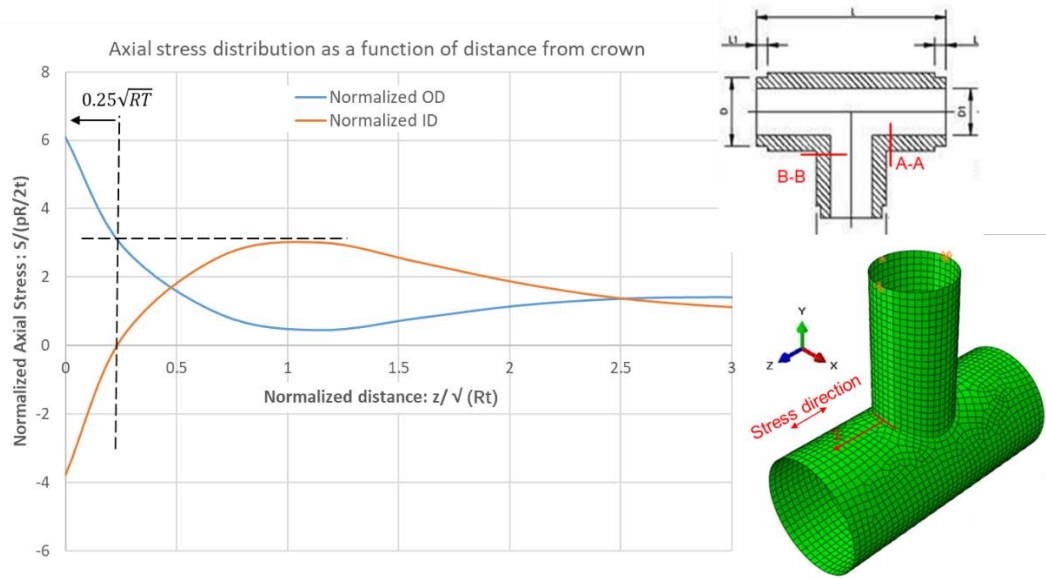 Axial stress distribution as a function of distance from crown
0.25√RT
Normalized OD
Normalized ID
Normalized Axial Stress : S/(pR/2t)
8
6
4
2
0
-2
-4
-6
0
0.5
1
1.5
2
2.5
3
Normalized distance: z/ √ (Rt)
L
L1
L
D
D1
A-A
B-B
Y
Z
X
Stress direction